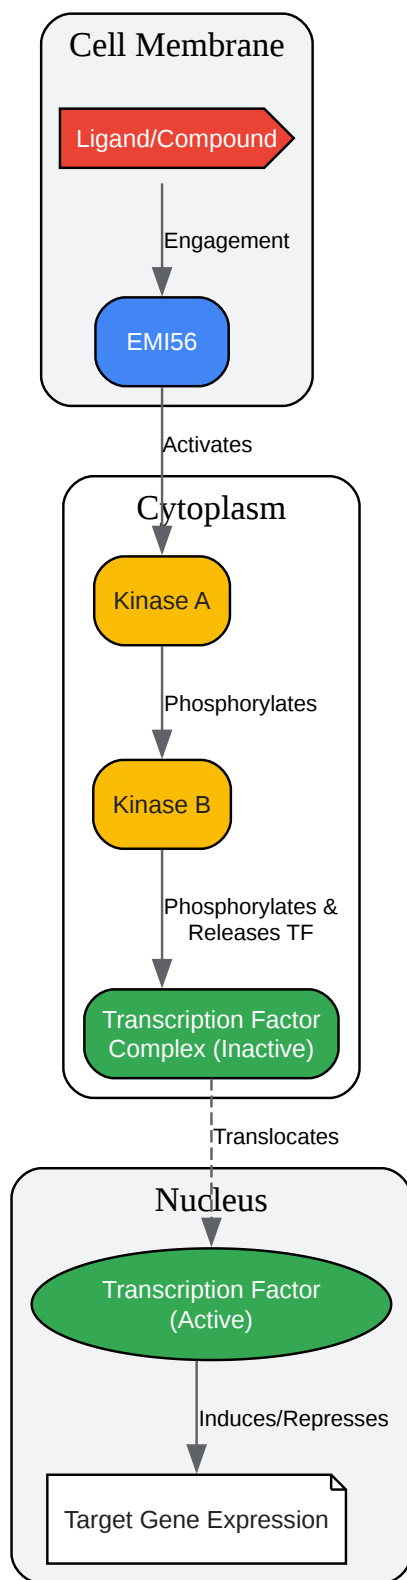 Cell Membrane
Ligand/Compound
Engagement
EMI56
Activates
Cytoplasm
Kinase A
Phosphorylates
Kinase B
Phosphorylates &
Releases TF
Transcription Factor
Complex (Inactive)
Translocates
Nucleus
Transcription Factor
(Active)
Induces/Represses
Target Gene Expression